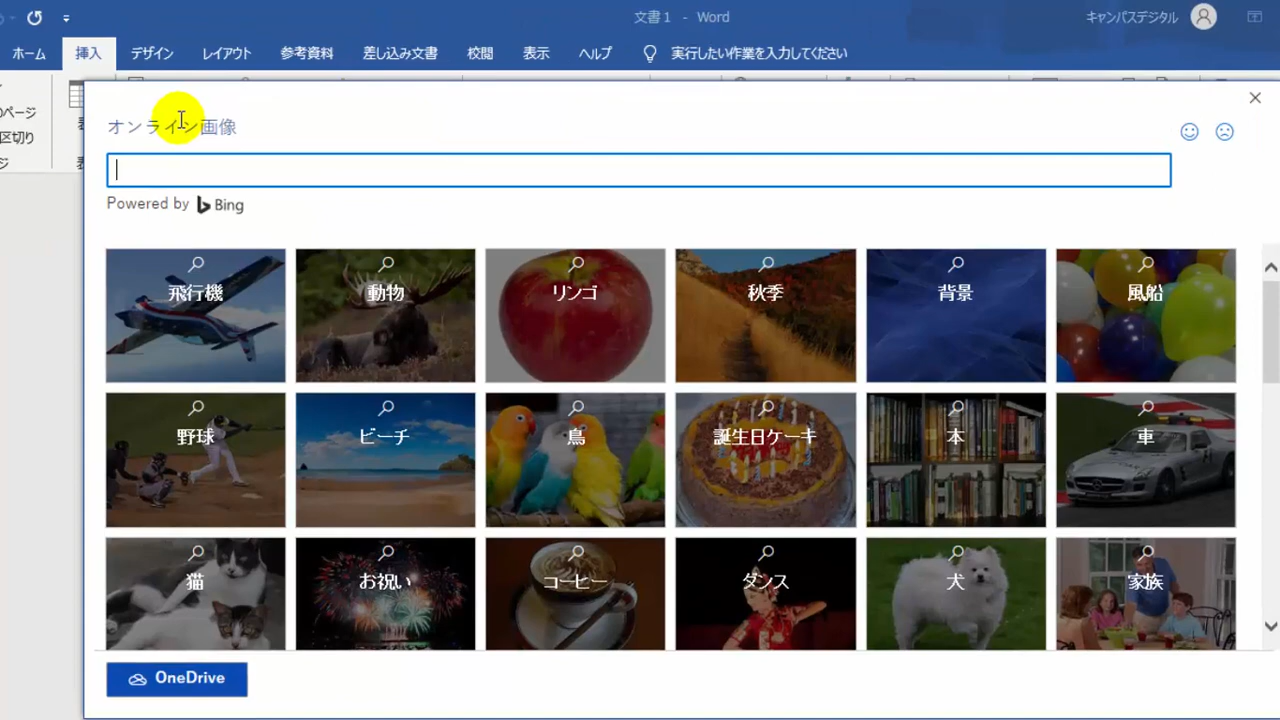 文書 1 - Word
キャンパスデジタル
ホーム 挿入 デザイン レイアウト 参考資料 差し込み文書 校閲 表示 ヘルプ 実行したい作業を入力してください
ページ
区切り
オンライン画像
Powered by Bing
飛行機 動物 リンゴ 秋季 背景 風船
野球 ビーチ 鳥 誕生日ケーキ 本 車
猫 お祝い コーヒー ダンス 犬 家族
OneDrive